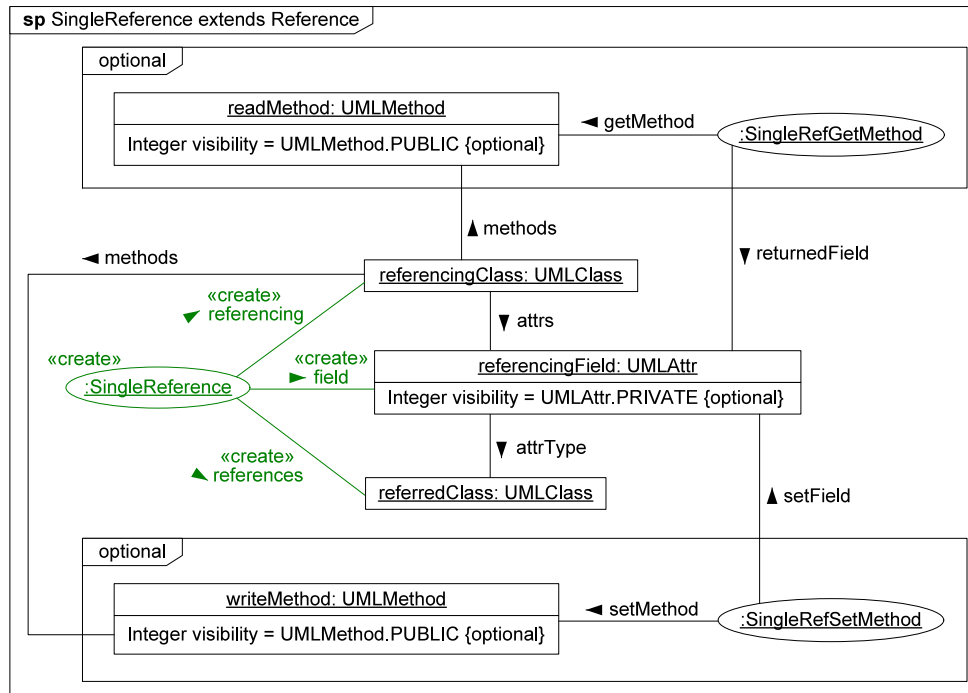 sp SingleReference extends Reference
optional
readMethod: UMLMethod
Integer visibility = UMLMethod.PUBLIC {optional}
◄ getMethod
:SingleRefGetMethod
▲ methods
▼ returnedField
◄ methods
referencingClass: UMLClass
«create»
referencing
▼ attrs
«create»
:SingleReference
«create»
► field
referencingField: UMLAttr
Integer visibility = UMLAttr.PRIVATE {optional}
«create»
references
▼ attrType
referredClass: UMLClass
▲ setField
optional
writeMethod: UMLMethod
Integer visibility = UMLMethod.PUBLIC {optional}
◄ setMethod
:SingleRefSetMethod